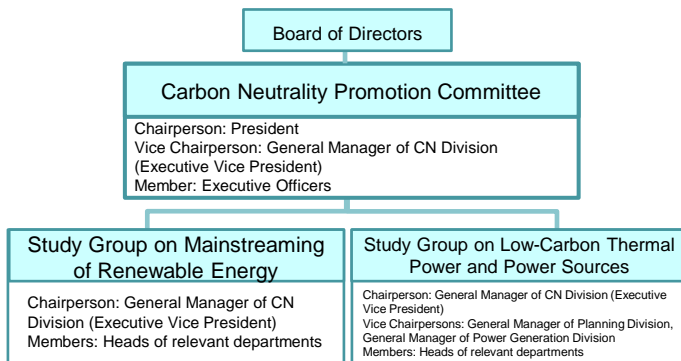 Board of Directors
Carbon Neutrality Promotion Committee
Chairperson: President
Vice Chairperson: General Manager of CN Division
(Executive Vice President)
Member: Executive Officers
Study Group on Mainstreaming
of Renewable Energy
Chairperson: General Manager of CN
Division (Executive Vice President)
Members: Heads of relevant departments
Study Group on Low-Carbon Thermal
Power and Power Sources
Chairperson: General Manager of CN Division (Executive
Vice President)
Vice Chairpersons: General Manager of Planning Division,
General Manager of Power Generation Division
Members: Heads of relevant departments